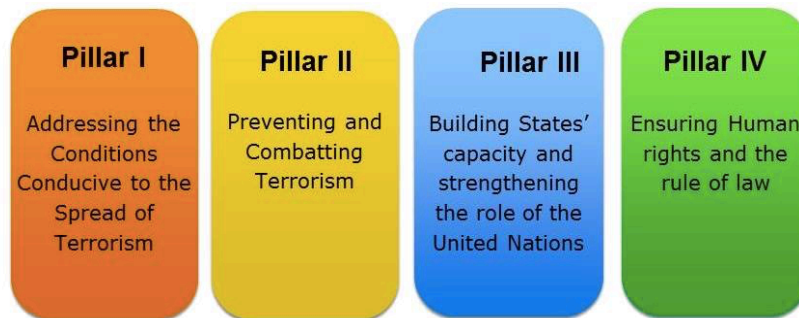 Pillar I
Addressing the
Conditions
Conducive to the
Spread of
Terrorism
Pillar II
Preventing and
Combatting
Terrorism
Pillar III
Building States’
capacity and
strengthening
the role of the
United Nations
Pillar IV
Ensuring Human
rights and the
rule of law